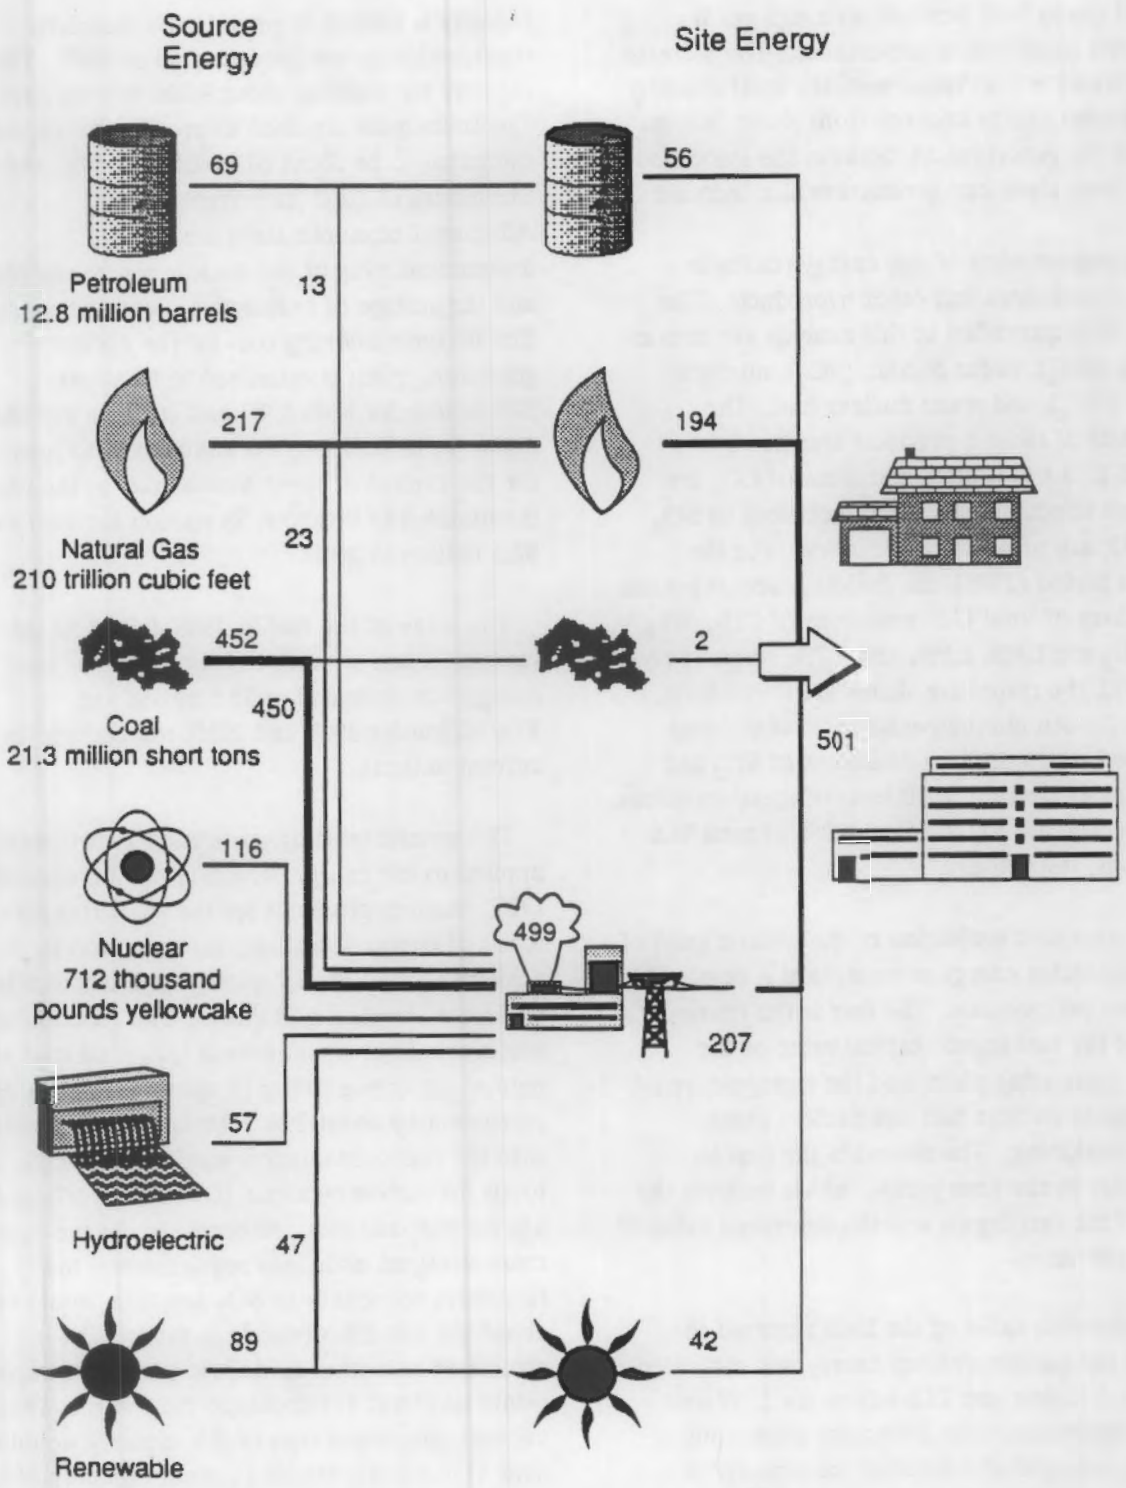 Source
Energy
Site Energy
69
56
13
Petroleum
12.8 million barrels
217
194
23
Natural Gas
210 trillion cubic feet
452
2
450
Coal
21.3 million short tons
501
116
499
Nuclear
712 thousand
pounds yellowcake
207
57
Hydroelectric
47
89
42
Renewable